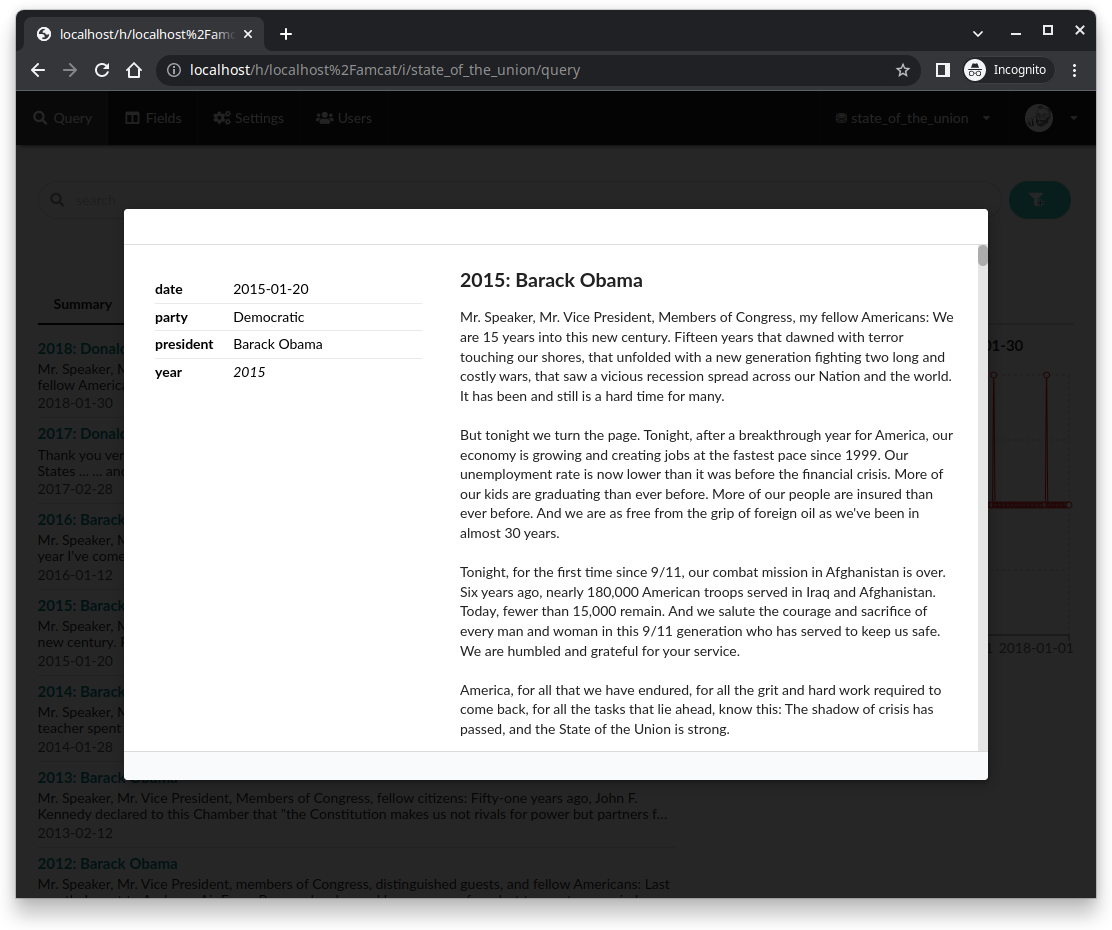 localhost/h/localhost%2Famc
localhost/h/localhost%2Famcat/i/state_of_the_union/query
Incognito
Query
Fields
Settings
Users
state_of_the_union
search
Summary
2018: Donal
Mr. Speaker, M
fellow America
2018-01-30
2017: Donal
Thank you ver
States ... ... an
2017-02-28
2016: Barack
Mr. Speaker, M
year I've come
2016-01-12
2015: Barack
Mr. Speaker, M
new century. F
2015-01-20
2014: Barack
Mr. Speaker, M
teacher spent
2014-01-28
2013: Barack Obama
Mr. Speaker, Mr. Vice President, Members of Congress, fellow citizens: Fifty-one years ago, John F.
Kennedy declared to this Chamber that "the Constitution makes us not rivals for power but partners f...
2013-02-12
2012: Barack Obama
Mr. Speaker, Mr. Vice President, members of Congress, distinguished guests, and fellow Americans: Last
date 2015-01-20
party Democratic
president Barack Obama
year 2015
2015: Barack Obama
Mr. Speaker, Mr. Vice President, Members of Congress, my fellow Americans: We
are 15 years into this new century. Fifteen years that dawned with terror
touching our shores, that unfolded with a new generation fighting two long and
costly wars, that saw a vicious recession spread across our Nation and the world.
It has been and still is a hard time for many.
But tonight we turn the page. Tonight, after a breakthrough year for America, our
economy is growing and creating jobs at the fastest pace since 1999. Our
unemployment rate is now lower than it was before the financial crisis. More of
our kids are graduating than ever before. More of our people are insured than
ever before. And we are as free from the grip of foreign oil as we've been in
almost 30 years.
Tonight, for the first time since 9/11, our combat mission in Afghanistan is over.
Six years ago, nearly 180,000 American troops served in Iraq and Afghanistan.
Today, fewer than 15,000 remain. And we salute the courage and sacrifice of
every man and woman in this 9/11 generation who has served to keep us safe.
We are humbled and grateful for your service.
America, for all that we have endured, for all the grit and hard work required to
come back, for all the tasks that lie ahead, know this: The shadow of crisis has
passed, and the State of the Union is strong.
01-30
2018-01-01